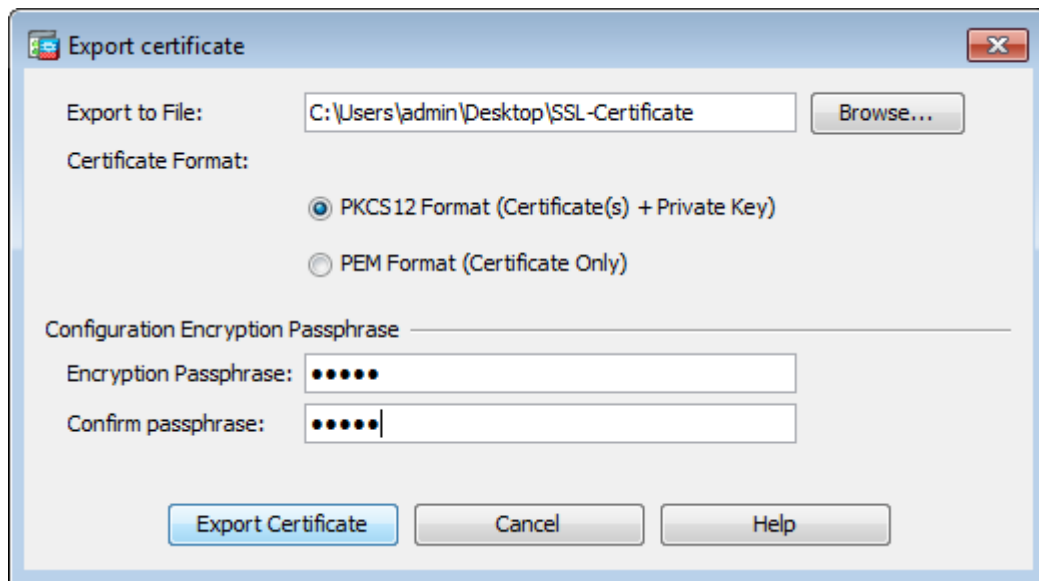 Export certificate
Export to File: C:\Users\admin\Desktop\SSL-Certificate Browse...
Certificate Format:
PKCS12 Format (Certificate(s) + Private Key)
PEM Format (Certificate Only)
Configuration Encryption Passphrase
Encryption Passphrase: •••••
Confirm passphrase: •••••
Export Certificate Cancel Help